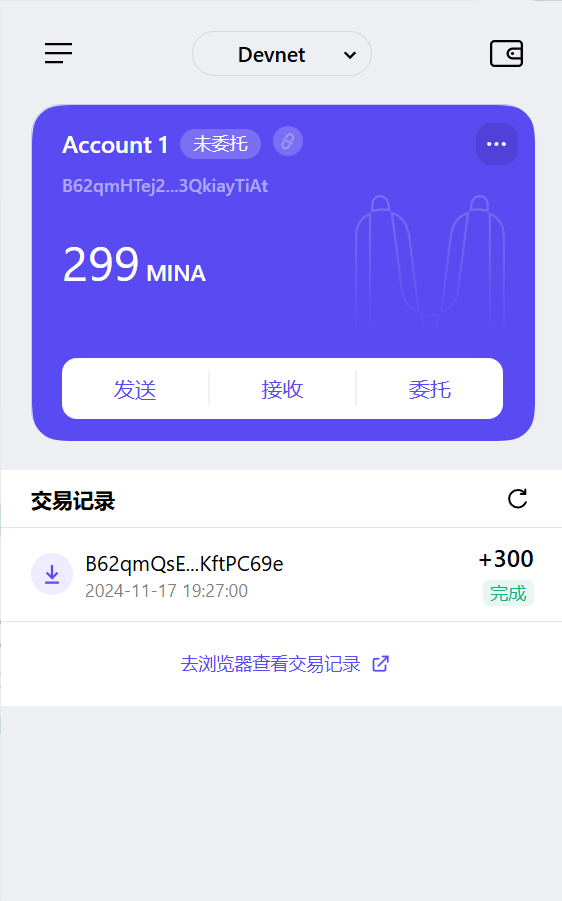 Devnet
Account 1 未委托
B62qmHTej2...3QkiayTiAt
299 MINA
发送 接收 委托
交易记录
B62qmQsE...KftPC69e +300
2024-11-17 19:27:00 完成
去浏览器查看交易记录